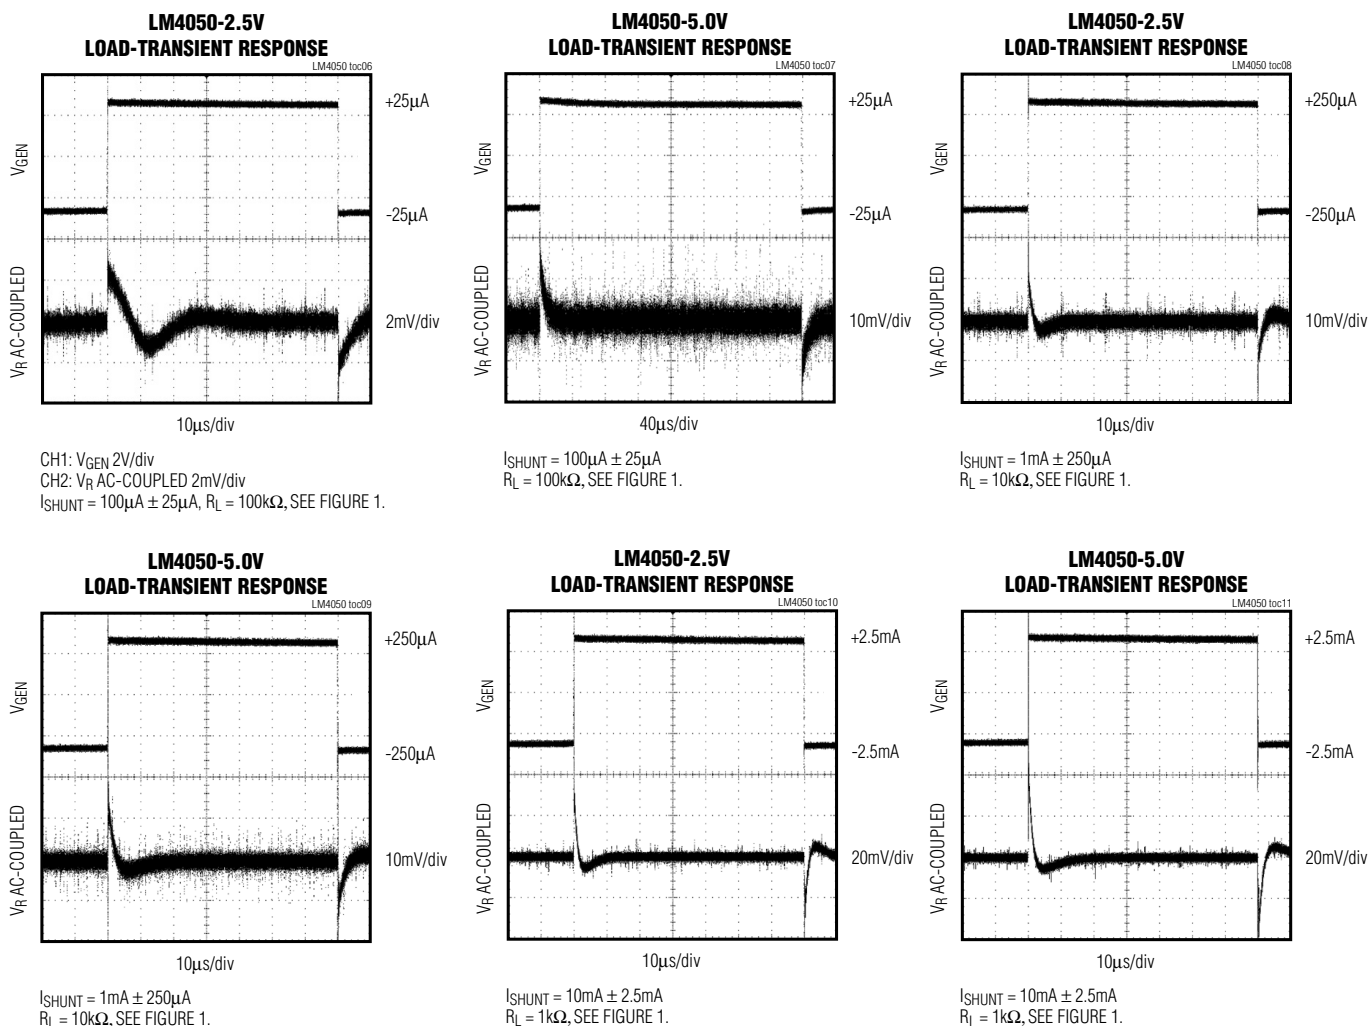 LM4050-2.5V
LOAD-TRANSIENT RESPONSE
LM4050 toc06
+25µA
VGEN
-25µA
VR AC-COUPLED
2mV/div
10µs/div
CH1: VGEN 2V/div
CH2: VR AC-COUPLED 2mV/div
ISHUNT = 100µA ± 25µA, RL = 100kΩ, SEE FIGURE 1.
LM4050-5.0V
LOAD-TRANSIENT RESPONSE
LM4050 toc07
+25µA
VGEN
-25µA
VR AC-COUPLED
10mV/div
40µs/div
ISHUNT = 100µA ± 25µA
RL = 100kΩ, SEE FIGURE 1.
LM4050-2.5V
LOAD-TRANSIENT RESPONSE
LM4050 toc08
+250µA
VGEN
-250µA
VR AC-COUPLED
10mV/div
10µs/div
ISHUNT = 1mA ± 250µA
RL = 10kΩ, SEE FIGURE 1.
LM4050-5.0V
LOAD-TRANSIENT RESPONSE
LM4050 toc09
+250µA
VGEN
-250µA
VR AC-COUPLED
10mV/div
10µs/div
ISHUNT = 1mA ± 250µA
RL = 10kΩ, SEE FIGURE 1.
LM4050-2.5V
LOAD-TRANSIENT RESPONSE
LM4050 toc10
+2.5mA
VGEN
-2.5mA
VR AC-COUPLED
20mV/div
10µs/div
ISHUNT = 10mA ± 2.5mA
RL = 1kΩ, SEE FIGURE 1.
LM4050-5.0V
LOAD-TRANSIENT RESPONSE
LM4050 toc11
+2.5mA
VGEN
-2.5mA
VR AC-COUPLED
20mV/div
10µs/div
ISHUNT = 10mA ± 2.5mA
RL = 1kΩ, SEE FIGURE 1.